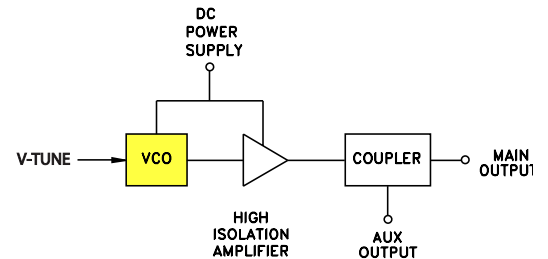 DC
POWER
SUPPLY
V-TUNE
VCO
COUPLER
MAIN
OUTPUT
HIGH
ISOLATION
AMPLIFIER
AUX
OUTPUT